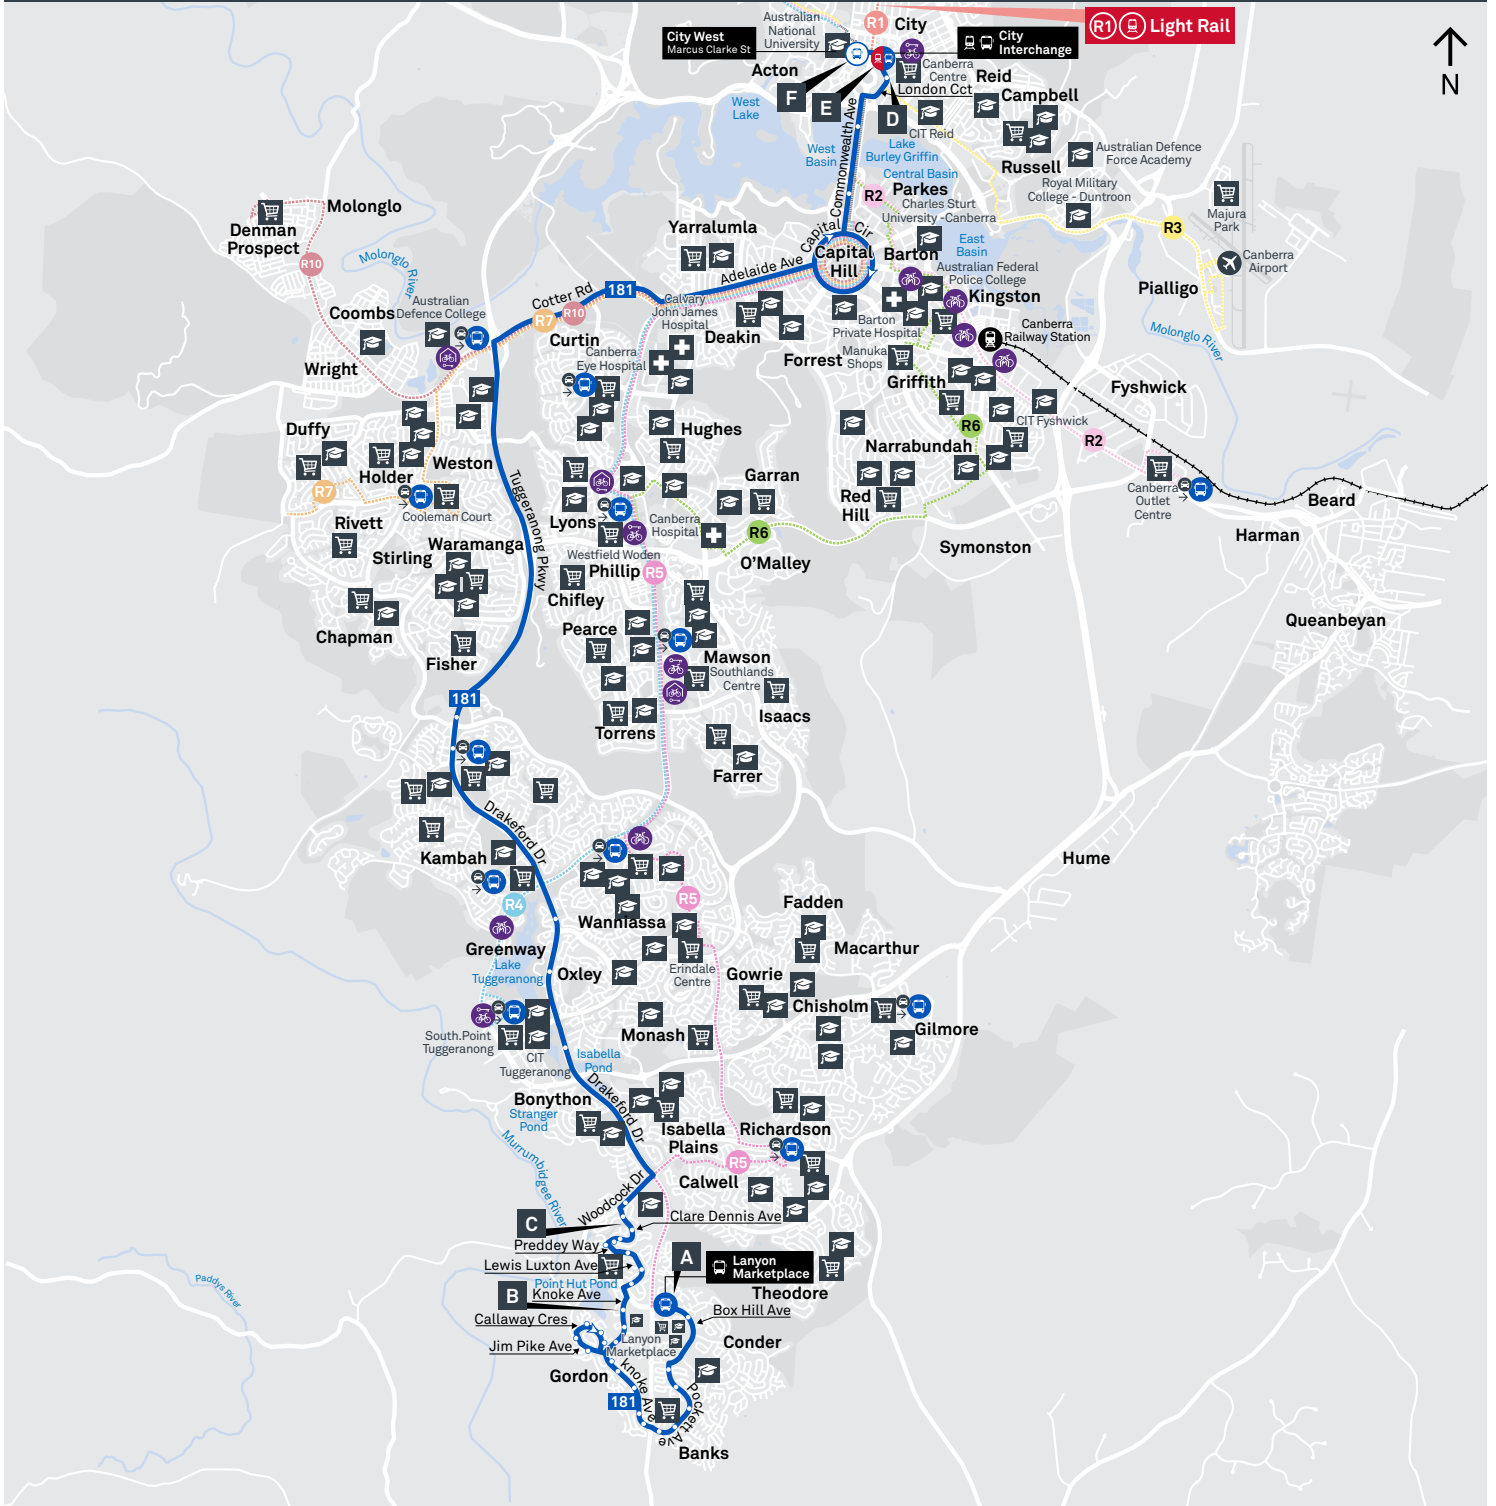 Australian
National
University
R1
City
R1
Light Rail
City West
Marcus Clarke St
City
Interchange
N
Acton
Canberra
Centre
Reid
London Cct
Campbell
F
E
D
West
Lake
CIT Reid
Commonwealth Ave
West
Basin
Lake
Burley Griffin
Russell
Australian Defence
Force Academy
Central Basin
R2
Parkes
Charles Sturt
University -Canberra
Royal Military
College - Duntroon
R3
Majura
Park
Molonglo
Denman
Prospect
R10
Molonglo
River
Yarralumla
Capital
Cir
Capital
Hill
Barton
East
Basin
Canberra
Airport
Adelaide Ave
Australian Federal
Police College
Kingston
Pialligo
Cotter Rd
181
R7
R10
Coombs
Australian
Defence College
Calvary
John James
Hospital
Deakin
Barton
Private Hospital
Canberra
Railway Station
Molonglo River
Curtin
Canberra
Eye Hospital
Wright
Forrest
Manuka
Shops
Griffith
Fyshwick
CIT Fyshwick
Duffy
Hughes
R6
R2
Narrabundah
Weston
Holder
R7
Cooleman Court
Tuggeranong Pkwy
Garran
Red
Hill
Canberra
Outlet
Centre
Beard
Lyons
Canberra
Hospital
R6
Harman
Rivett
Stirling
Waramanga
Westfield Woden
Phillip
R5
O'Malley
Symonston
Chifley
Chapman
Pearce
Queanbeyan
Fisher
Mawson
Southlands
Centre
181
Isaacs
Torrens
Farrer
Drakeford Dr
Kambah
Hume
R4
R5
Fadden
Wanniassa
Greenway
Macarthur
Lake
Tuggeranong
Oxley
Erindale
Centre
Gowrie
Chisholm
Gilmore
South.Point
Tuggeranong
CIT
Tuggeranong
Monash
Isabella
Pond
Drakeford Dr
Bonython
Stranger
Pond
Isabella
Plains
Richardson
Murrumbidgee River
R5
Calwell
Woodcock Dr
C
Clare Dennis Ave
Preddey Way
Lewis Luxton Ave
A
Lanyon
Marketplace
Paddys River
Point Hut Pond
Theodore
B
Knoke Ave
Box Hill Ave
Callaway Cres
Lanyon
Marketplace
Conder
Jim Pike Ave
Gordon
Knoke Ave
181
Pockett Ave
Banks